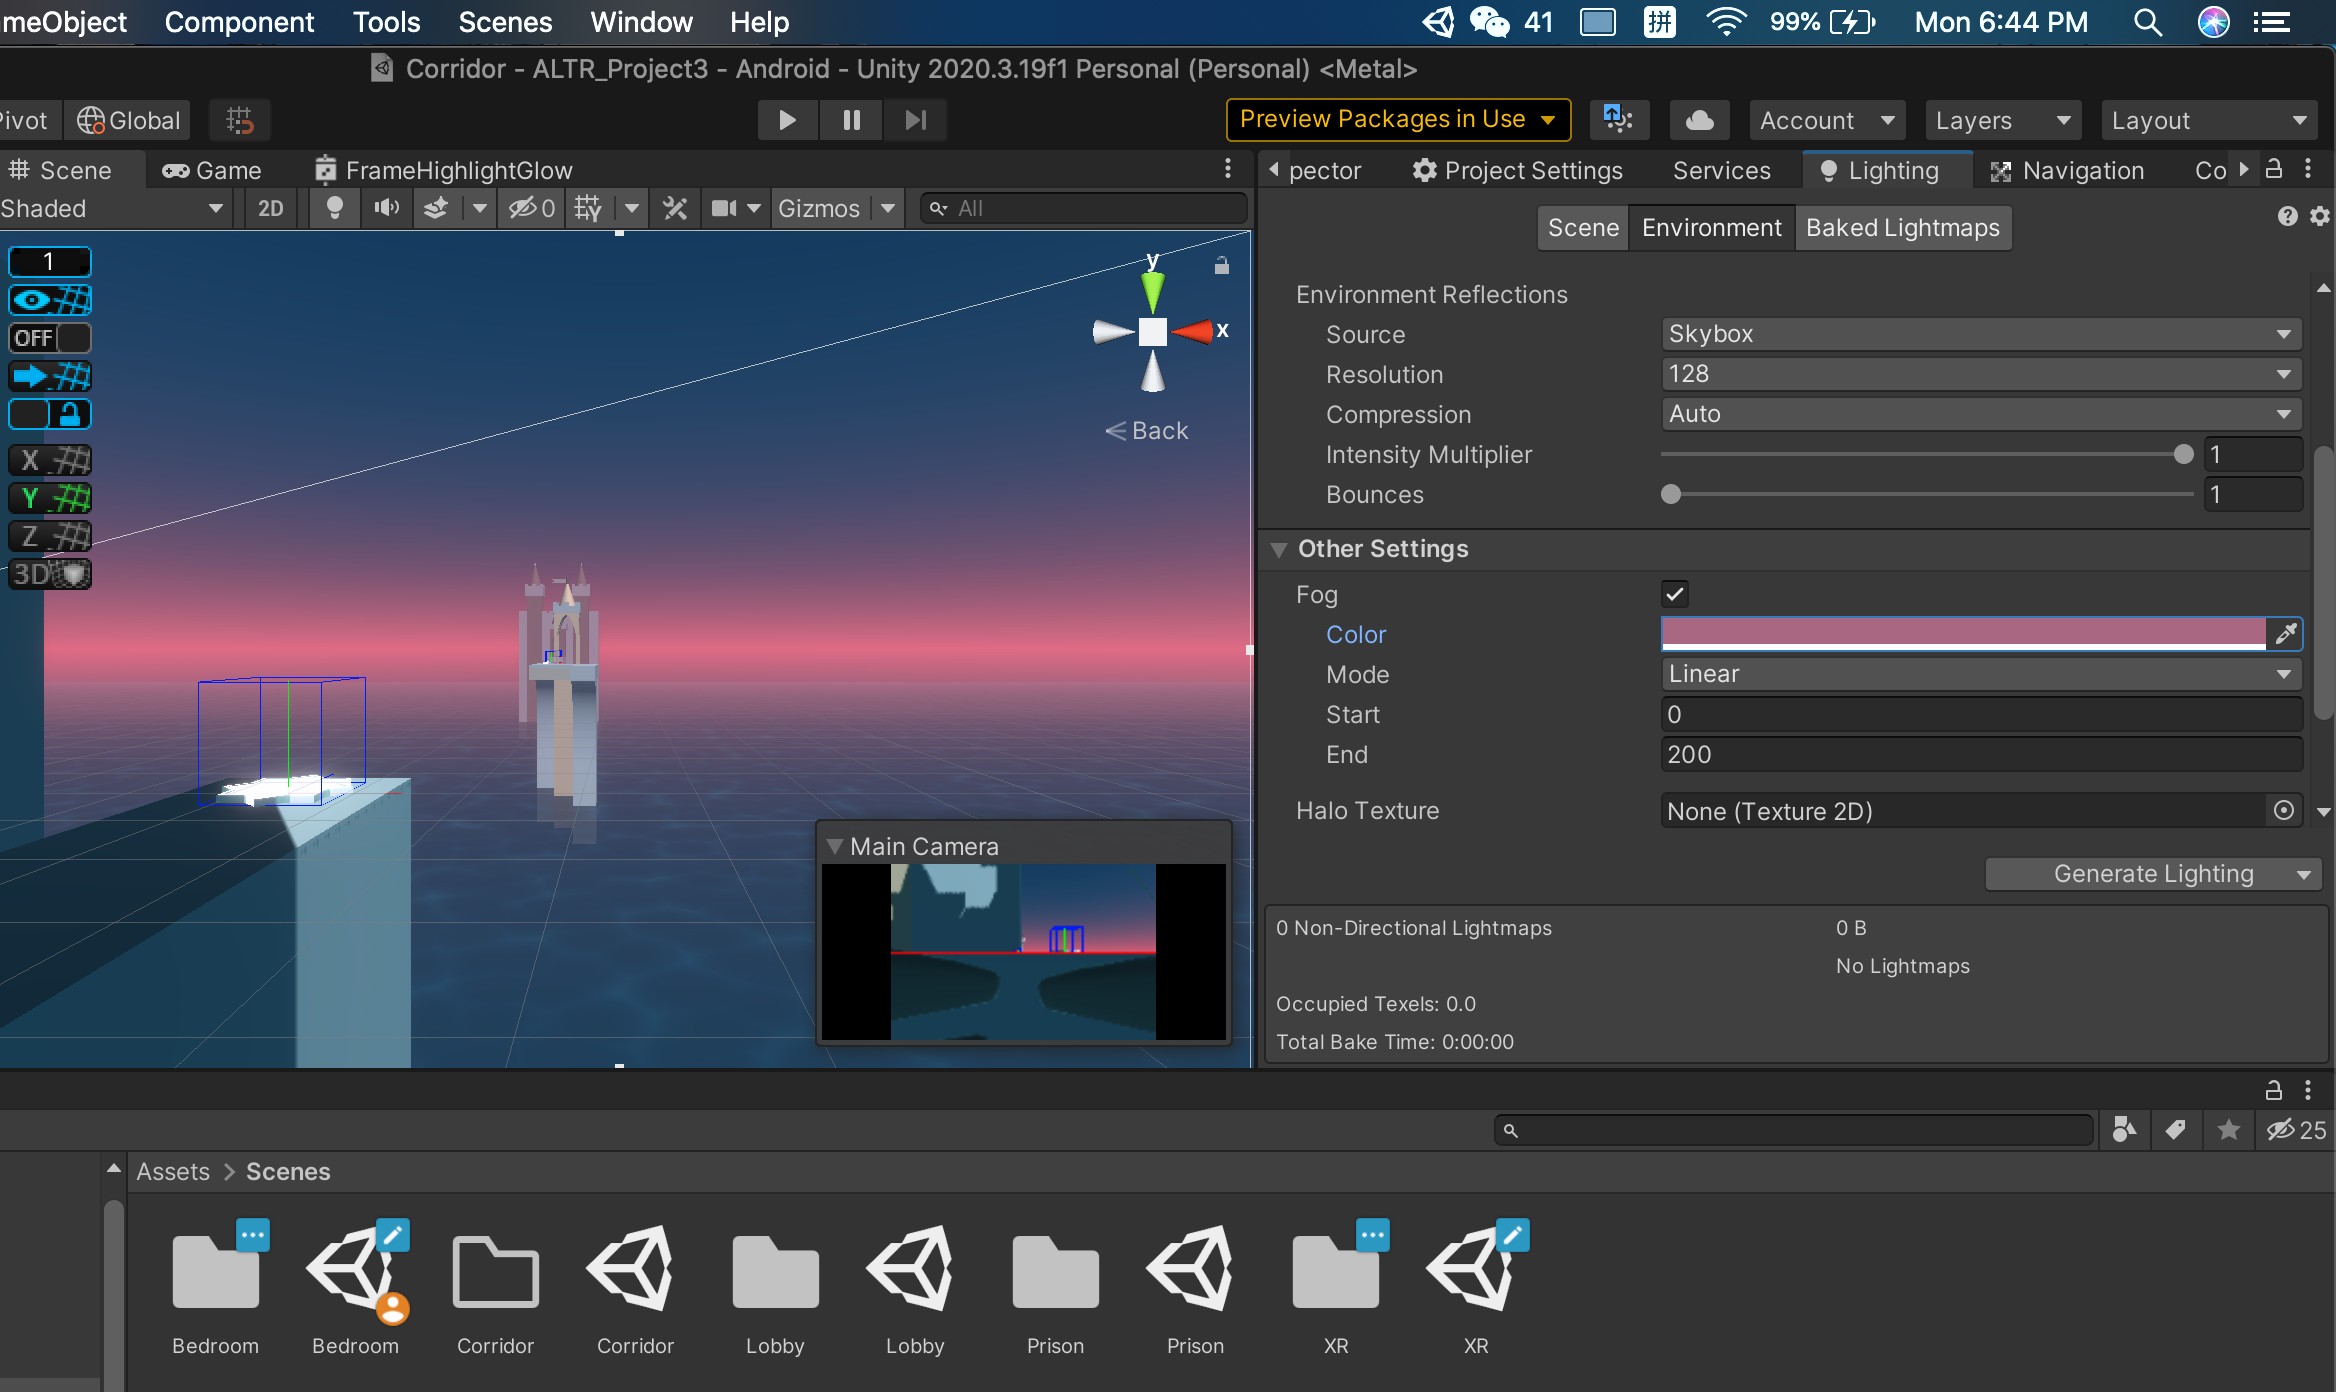 meObject Component Tools Scenes Window Help 41 拼 99% Mon 6:44 PM
Corridor - ALTR_Project3 - Android - Unity 2020.3.19f1 Personal (Personal) <Metal>
Pivot Global Preview Packages in Use Account Layers Layout
Scene Game FrameHighlightGlow
pector Project Settings Services Lighting Navigation Co
Shaded 2D 0 Gizmos All
Scene Environment Baked Lightmaps
1
OFF
X
Y
Z
3D
y
x
Back
Main Camera
Environment Reflections
Source Skybox
Resolution 128
Compression Auto
Intensity Multiplier 1
Bounces 1
Other Settings
Fog
Color
Mode Linear
Start 0
End 200
Halo Texture None (Texture 2D)
Generate Lighting
0 Non-Directional Lightmaps 0 B
No Lightmaps
Occupied Texels: 0.0
Total Bake Time: 0:00:00
25
Assets > Scenes
Bedroom Bedroom Corridor Corridor Lobby Lobby Prison Prison XR XR